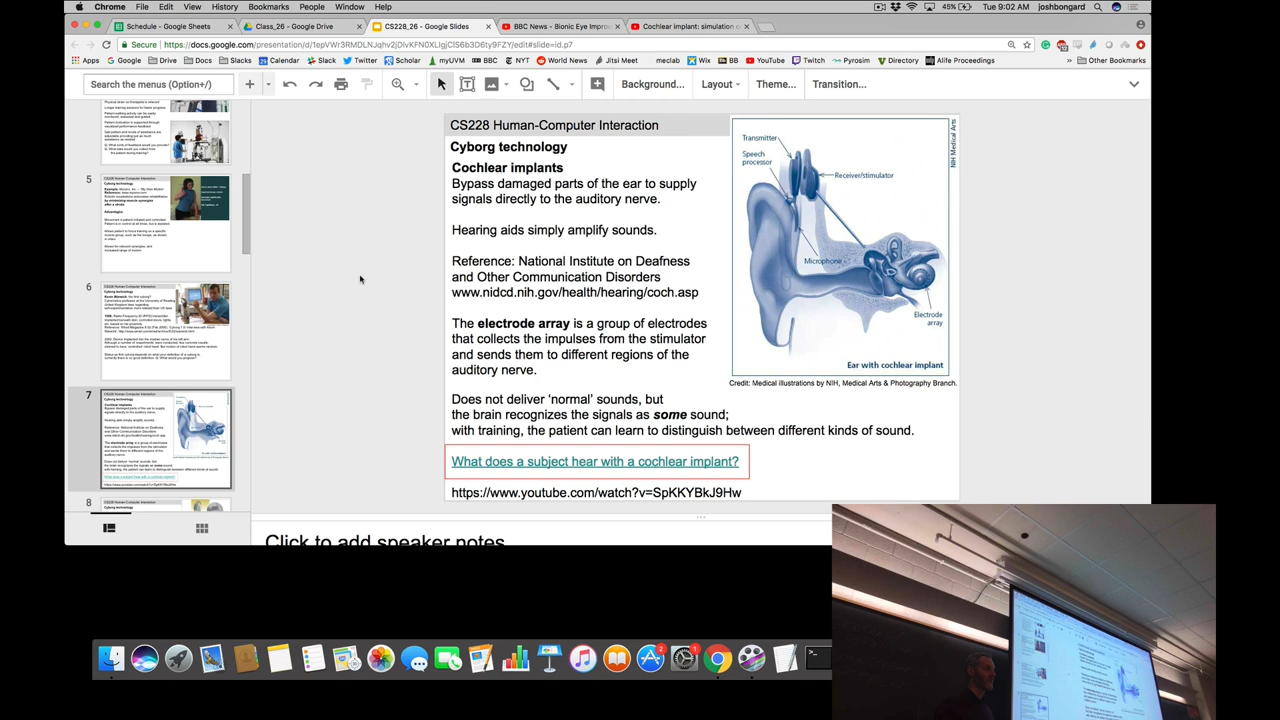 Chrome File Edit View History Bookmarks People Window Help 45% Tue 9:02 AM joshbongard
Schedule - Google Sheets
Class_26 - Google Drive
CS228_26 - Google Slides
BBC News - Bionic Eye Impro
Cochlear implant: simulation o
Secure https://docs.google.com/presentation/d/1epVWr3RMDLNJqhv2jDIvKFN0XLIgjClS6b3D6ty9FZY/edit#slide=id.p7
Apps Google Drive Docs Slacks Calendar Slack Twitter Scholar myUVM BBC NYT World News Jitsi Meet meclab Wix BB YouTube Twitch Pyrosim Directory Alife Proceedings » Other Bookmarks
Search the menus (Option+/)
Background... Layout Theme... Transition...
CS228 Human Computer Interaction
Cyborg technology
Cochlear implants
Bypass damaged parts of the ear to supply
signals directly to the auditory nerve.
Hearing aids simply amplify sounds.
Reference: National Institute on Deafness
and Other Communication Disorders
www.nidcd.nih.gov/health/hearing/coch.asp
The electrode array is a group of electrodes
that collects the impulses from the stimulator
and sends them to different regions of the
auditory nerve.
Does not deliver 'normal' sounds, but
the brain recognizes the signals as some sound;
with training, the patient can learn to distinguish between different kinds of sound.
What does a subject hear with a cochlear implant?
https://www.youtube.com/watch?v=SpKKYBkJ9Hw
Transmitter
Speech
processor
Receiver/stimulator
Microphone
Electrode
array
Ear with cochlear implant
NIH Medical Arts
Credit: Medical illustrations by NIH, Medical Arts & Photography Branch.
5
6
7
8
Click to add speaker notes
2
1